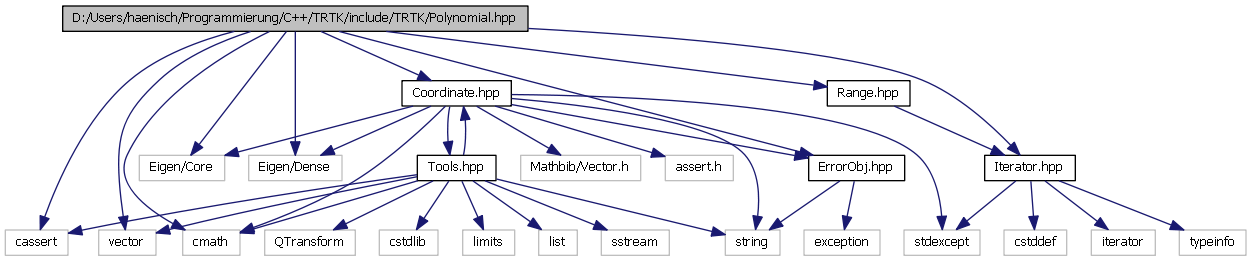 D:/Users/haenisch/Programmierung/C++/TRTK/include/TRTK/Polynomial.hpp
Coordinate.hpp
Range.hpp
Eigen/Core
Eigen/Dense
Tools.hpp
Mathbib/Vector.h
assert.h
ErrorObj.hpp
Iterator.hpp
cassert
vector
cmath
QTransform
cstdlib
limits
list
sstream
string
exception
stdexcept
cstddef
iterator
typeinfo